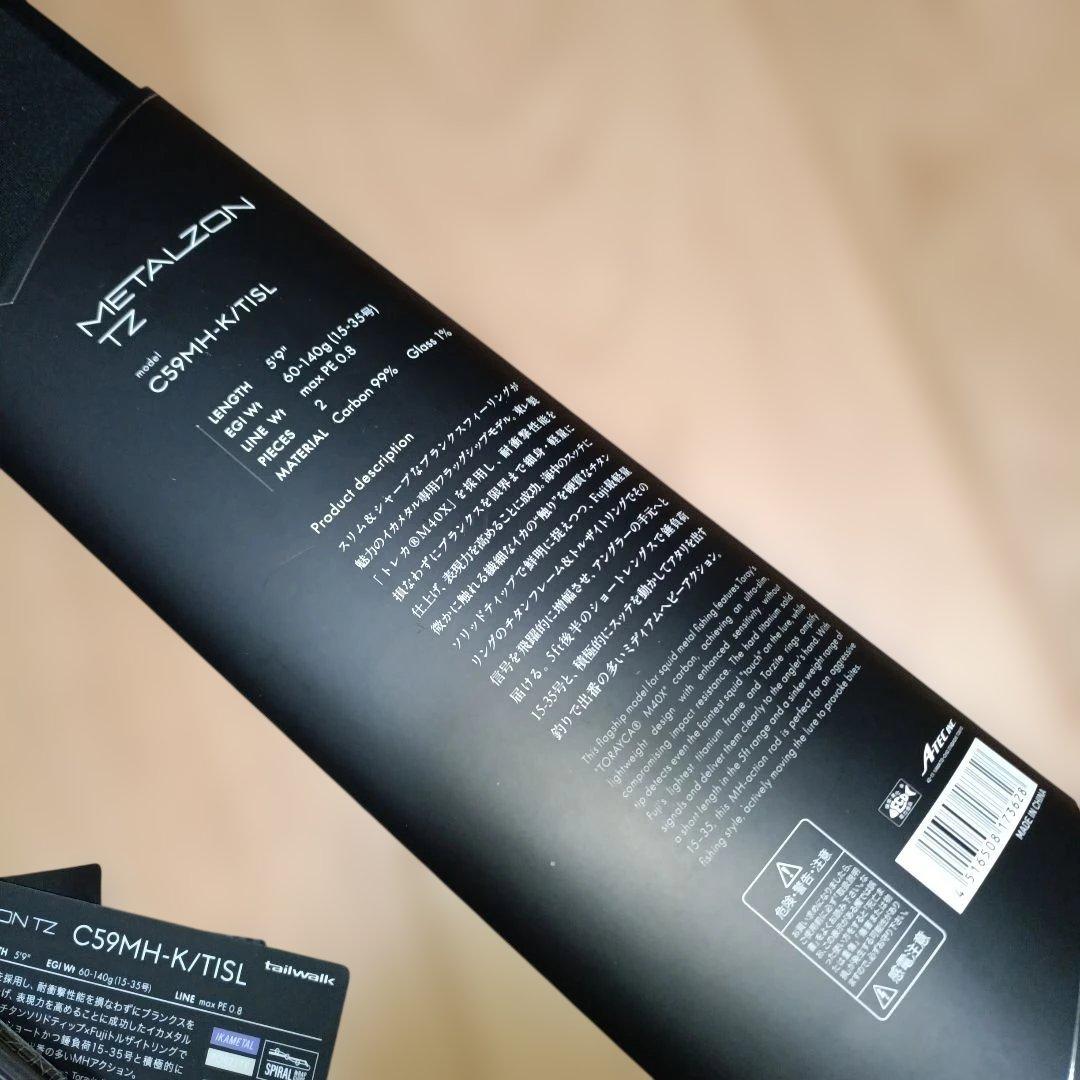 METALZON
TZ
model
C59MH-K/TISL
LENGTH 5'9"
EGI Wt 60-140g (15-35号)
LINE Wt max PE 0.8
PIECES 2
MATERIAL Carbon 99% Glass 1%
Product description
スリム&シャープなブランクスフィーリングが
魅力のイカメタル専用フラッグシップモデル。東レ製
「トレカ®M40X」を採用し、耐衝撃性能を
損なわずにブランクスを限界まで細身・軽量に
仕上げ、表現力を高めることに成功。海中のスッテに
微かに触れる繊細なイカの"触り"を硬質なチタン
ソリッドティップで鮮明に捉えつつ、Fuji最軽量
リングのチタンフレーム&トルザイトリングでその
信号を飛躍的に増幅させ、アングラーの手元へと
届ける。5ft後半のショートレングスで錘負荷
15-35号と、積極的にスッテを動かしてアタリを出す
釣りで出番の多いミディアムヘビーアクション。
This flagship model for squid metal fishing features Toray's
"TORAYCA® M40X" carbon, achieving an ultra-slim,
lightweight design with enhanced sensitivity without
compromising impact resistance. The hard titanium solid
tip detects even the faintest squid "touch" on the lure, while
Fuji's lightest titanium frame and Torzite rings amplify
signals and deliver them clearly to the angler's hand. With
a short length in the 5ft range and a sinker weight range of
15-35, this MH-action rod is perfect for an aggressive
fishing style, actively moving the lure to provoke bites.
ATEC INC.
4 516508 173628
MADE IN CHINA
危険・警告・注意
感電注意
ON TZ C59MH-K/TISL tailwalk
TH 5'9" EGI Wt 60-140g(15-35号) LINE max PE 0.8
を採用し、耐衝撃性能を損なわずにブランクスを
げ、表現力を高めることに成功したイカメタル
チタンソリッドティップxFujiトルザイトリングで
ョートかつ錘負荷15-35号と積極的に
番の多いMHアクション。
IKAMETAL
SPIRAL